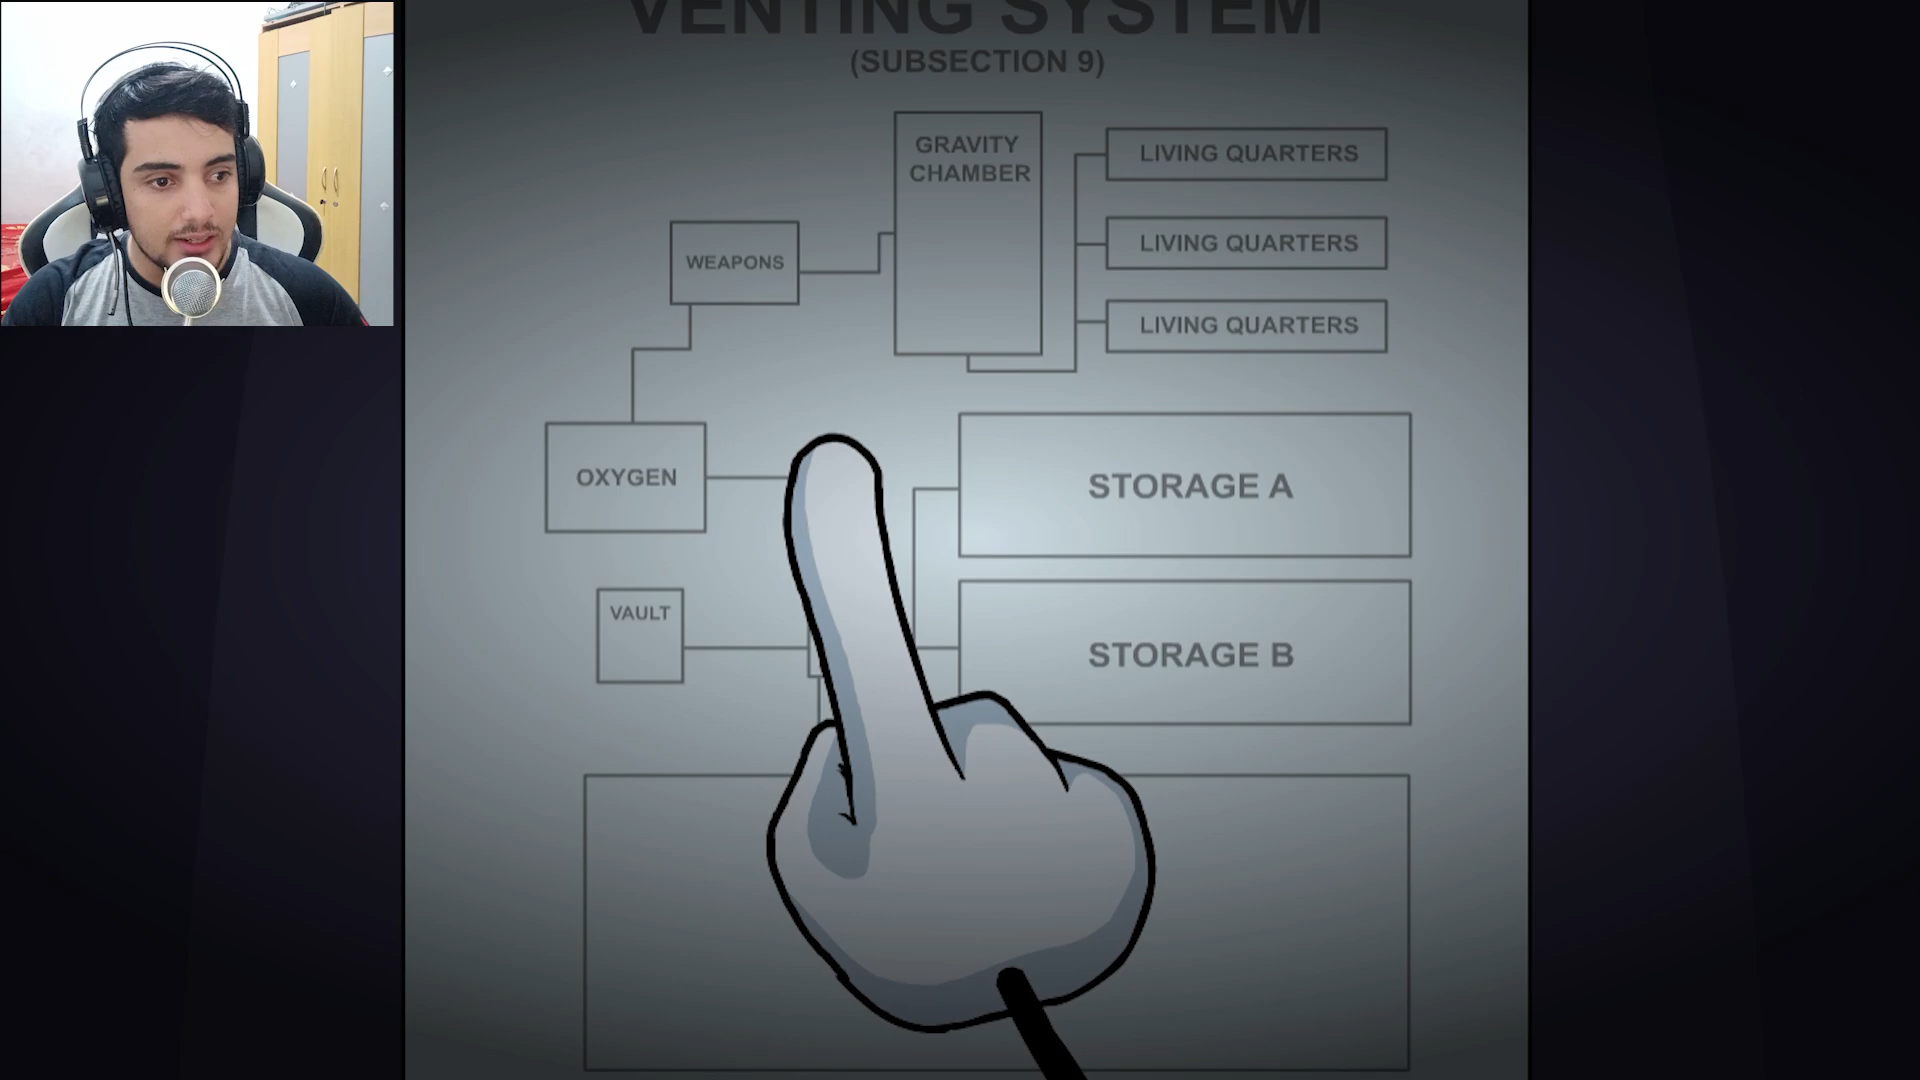 VENTING SYSTEM
(SUBSECTION 9)
GRAVITY
CHAMBER
LIVING QUARTERS
LIVING QUARTERS
LIVING QUARTERS
WEAPONS
OXYGEN
STORAGE A
VAULT
STORAGE B